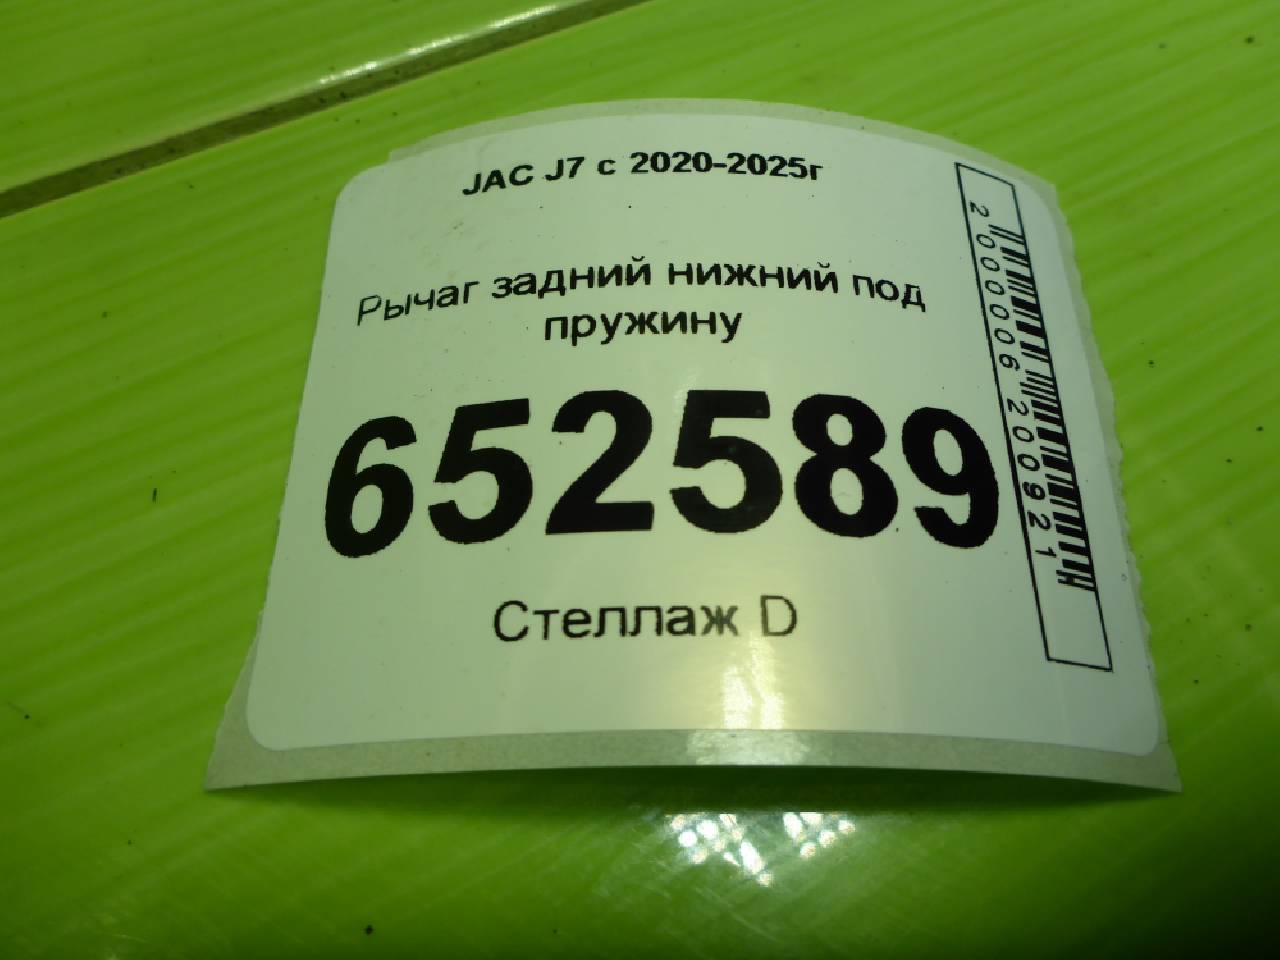 JAC J7 с 2020-2025г
Рычаг задний нижний под
пружину
652589
Стеллаж D
2000006200921